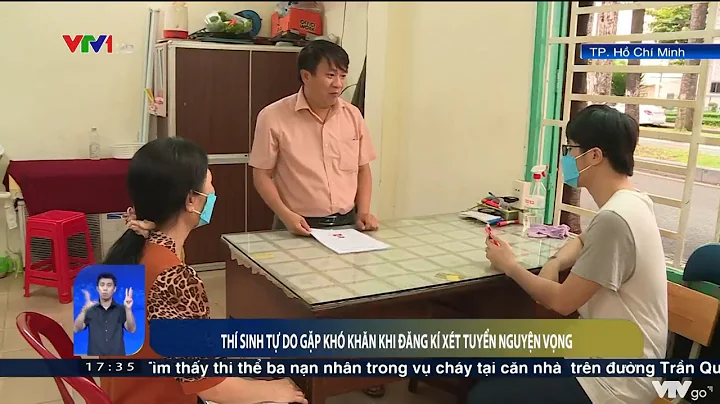 VTV1
TP. Hồ Chí Minh
THÍ SINH TỰ DO GẶP KHÓ KHĂN KHI ĐĂNG KÍ XÉT TUYỂN NGUYỆN VỌNG
17:35
Tìm thấy thi thể ba nạn nhân trong vụ cháy tại căn nhà trên đường Trần Qu
VTV go